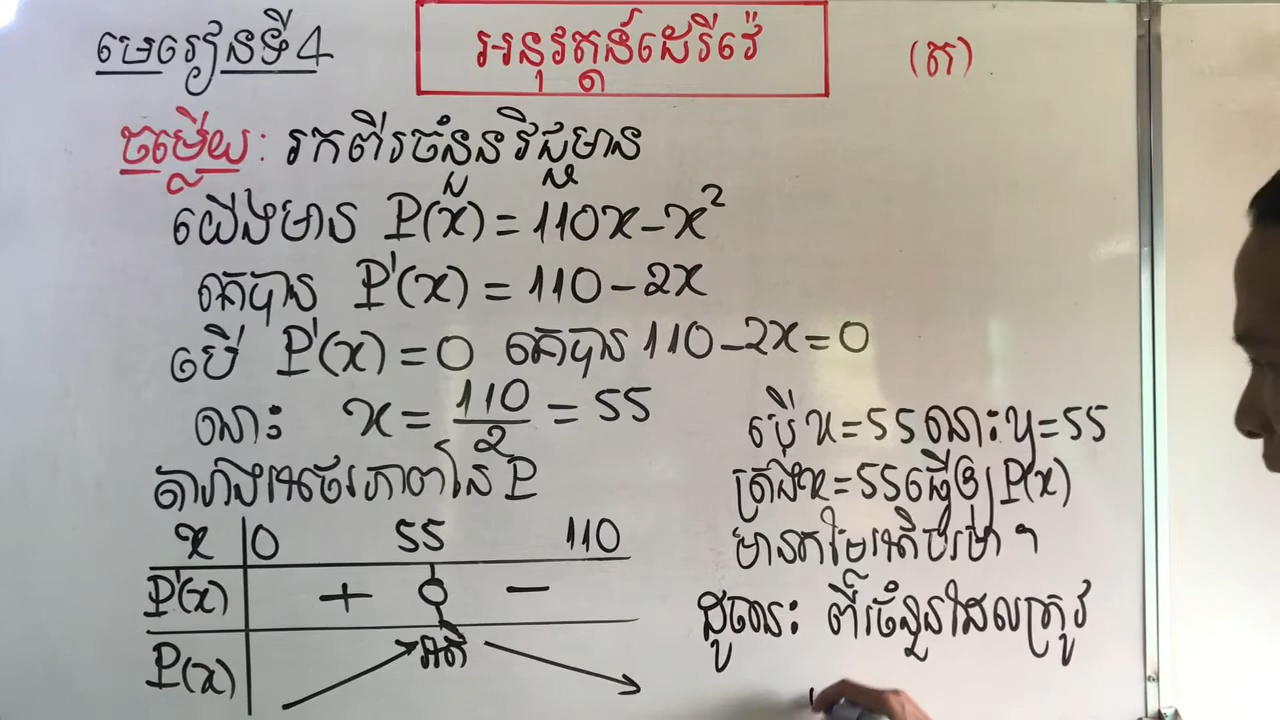 មេរៀនទី4
អនុវត្តន៍ដេរីវេ
(ត)
ចម្លើយ: រកពីរចំនួនវិជ្ជមាន
យើងមាន P(x) = 110x - x²
គេបាន P'(x) = 110 - 2x
បើ P'(x) = 0 គេបាន 110 - 2x = 0
នោះ x = 110/2 = 55
តារាងអថេរភាពនៃ P
x 0 55 110
P'(x) + 0 -
P(x) អតិ
បើ x = 55 នោះ y = 55
ត្រង់ x = 55 ធ្វើឲ្យ P(x)
មានតម្លៃអតិបរមា ។
ដូចនេះ ពីរចំនួនដែលត្រូវ